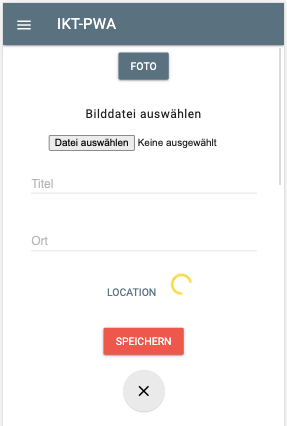 IKT-PWA
FOTO
Bilddatei auswählen
Datei auswählen Keine ausgewählt
Titel
Ort
LOCATION
SPEICHERN